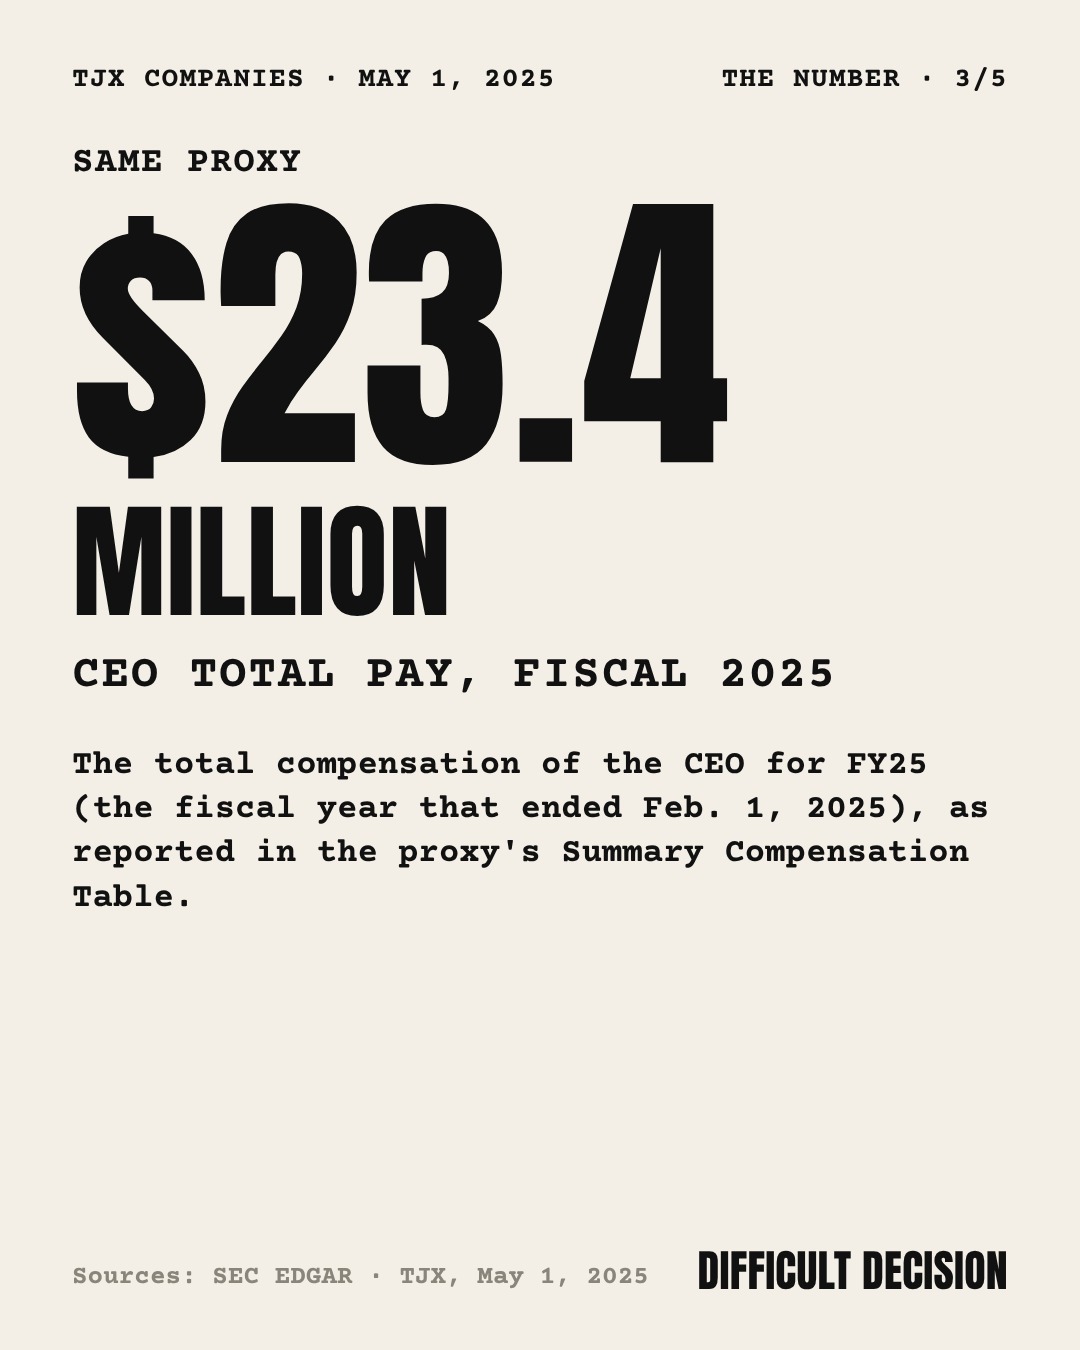 TJX COMPANIES · MAY 1, 2025
THE NUMBER · 3/5
SAME PROXY
$23.4
MILLION
CEO TOTAL PAY, FISCAL 2025
The total compensation of the CEO for FY25
(the fiscal year that ended Feb. 1, 2025), as
reported in the proxy's Summary Compensation
Table.
Sources: SEC EDGAR · TJX, May 1, 2025
DIFFICULT DECISION